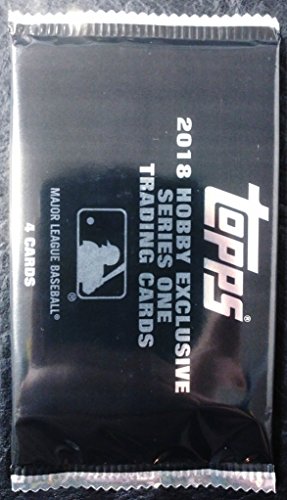 topps®
2018 HOBBY EXCLUSIVE
SERIES ONE
TRADING CARDS
®
MAJOR LEAGUE BASEBALL®
4 CARDS